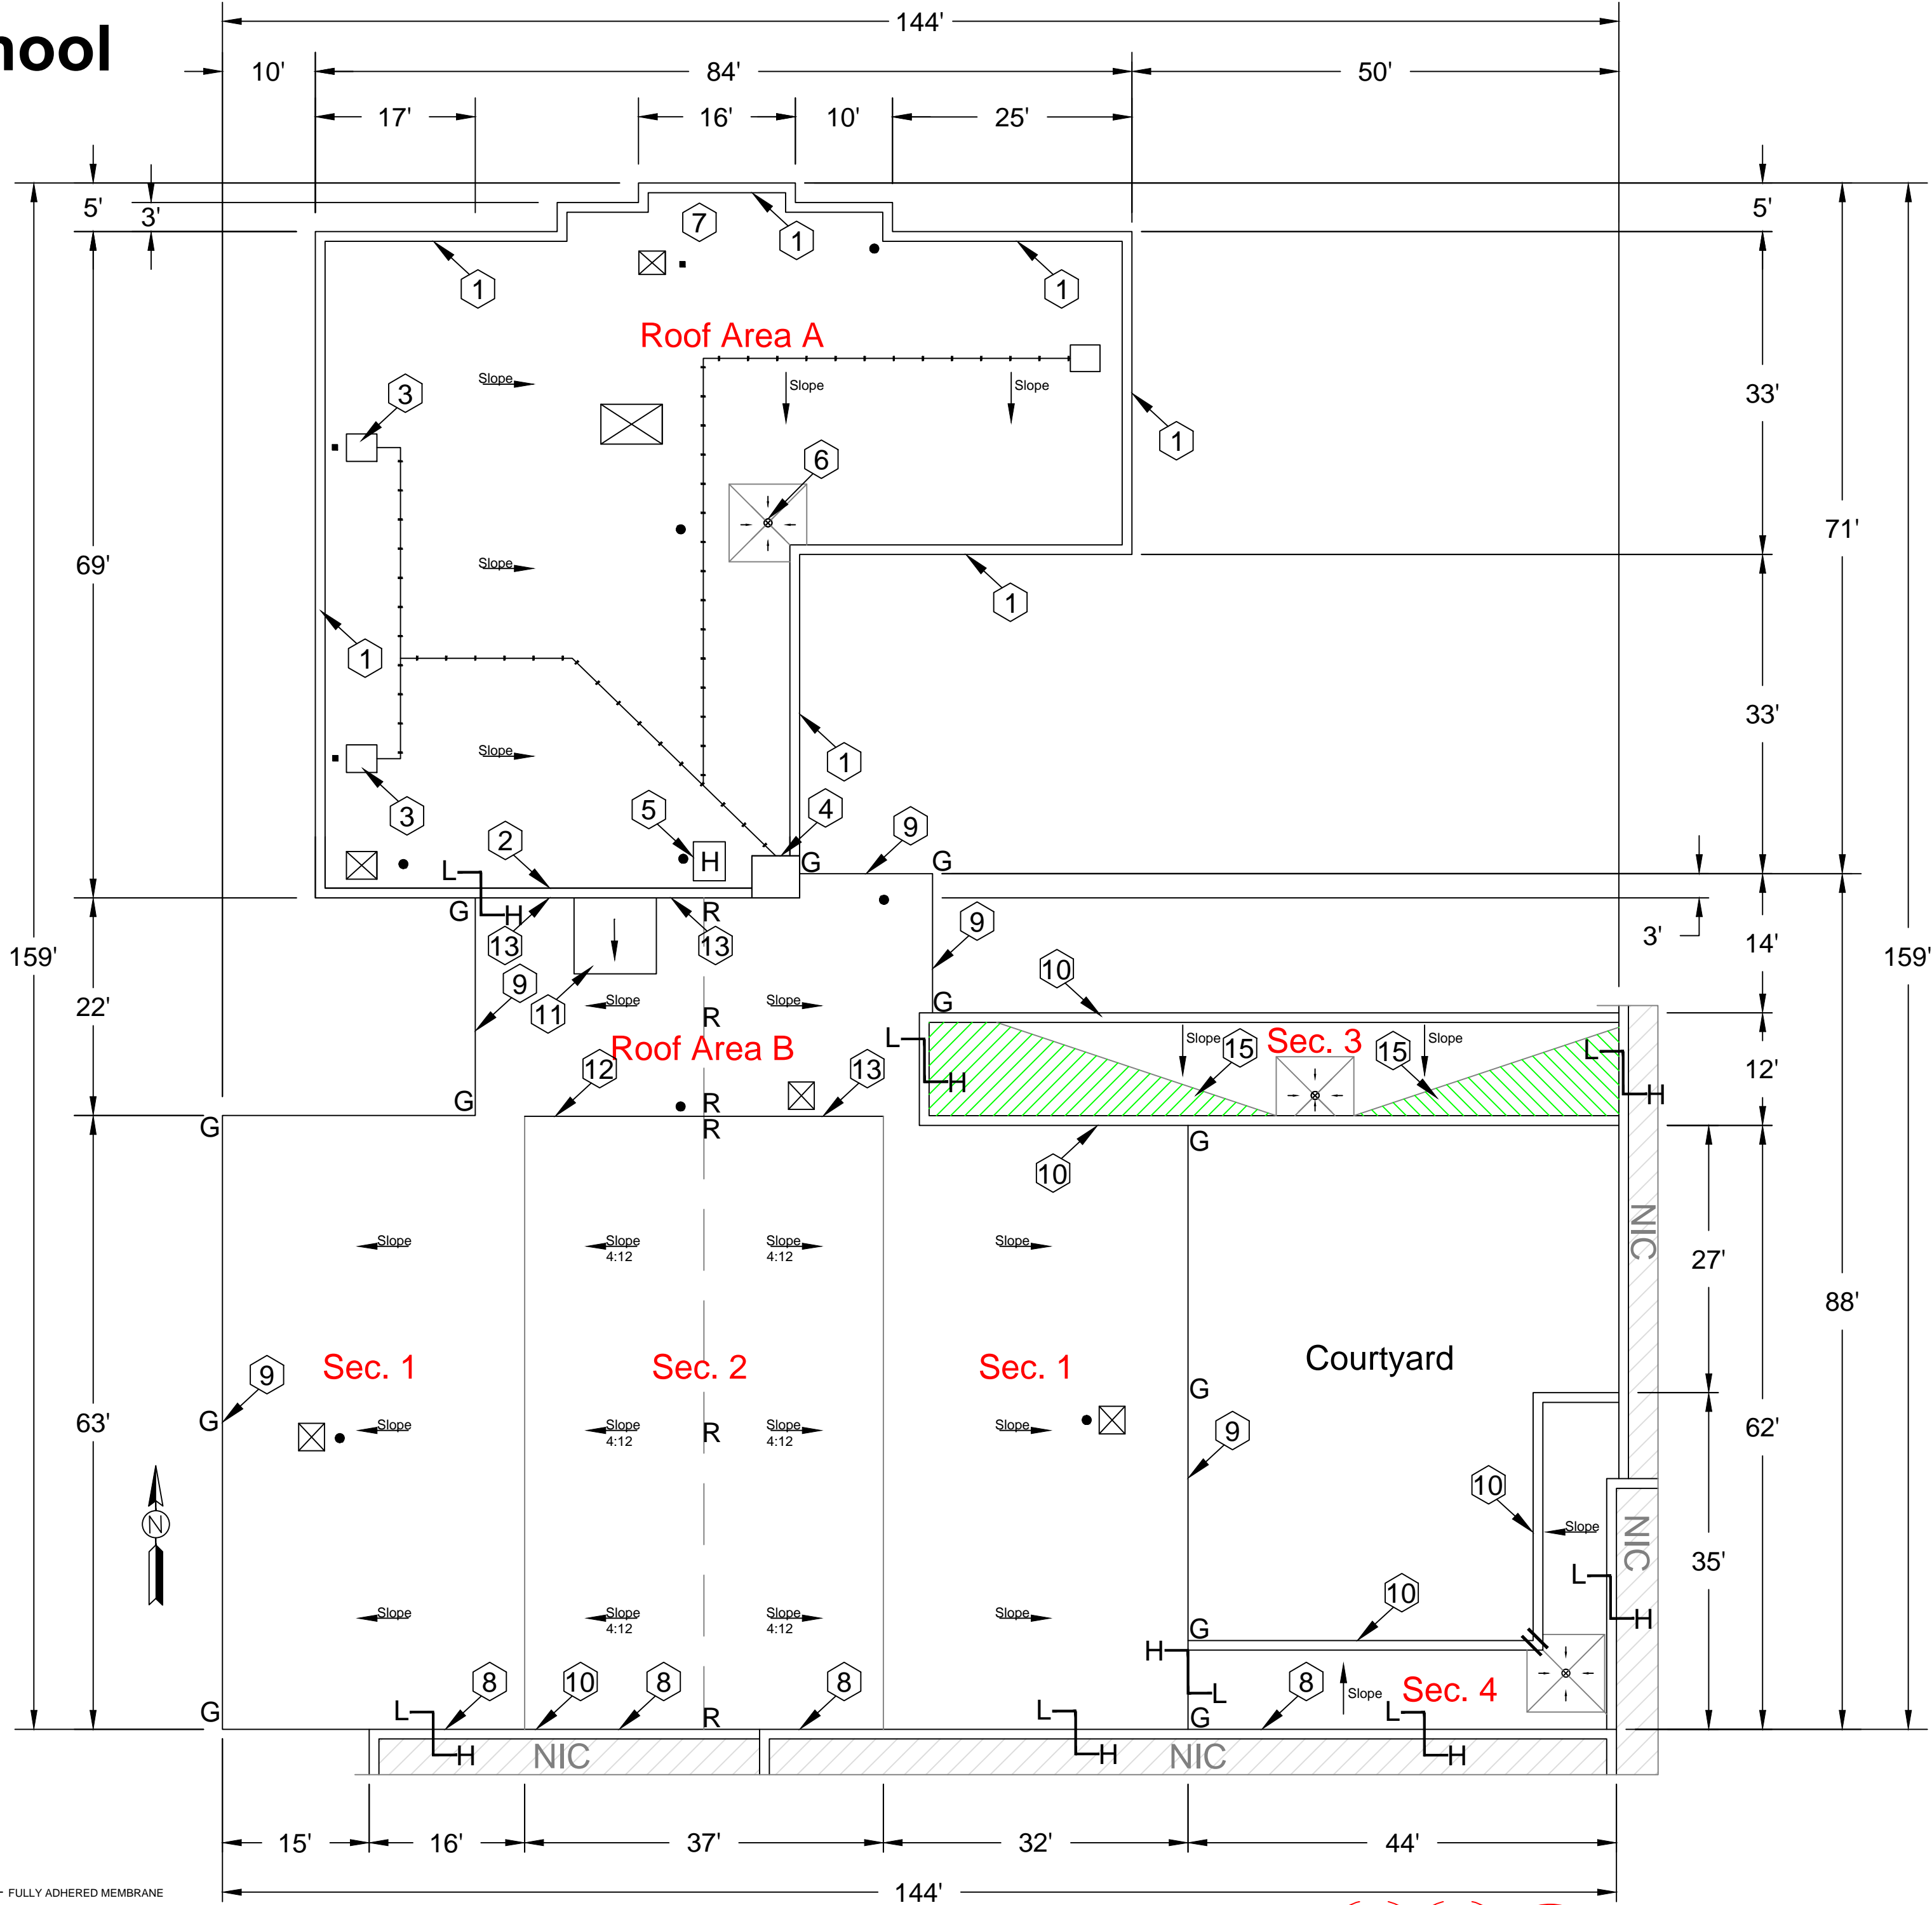 hool
144'
10'
84'
50'
17'
16'
10'
25'
5'
3'
5'
7
1
1
1
Roof Area A
Slope
Slope
Slope
3
33'
1
6
71'
69'
Slope
1
1
33'
Slope
1
3
5
4
9
2
H
G
G
L
H
G
R
13
13
9
3'
14'
159'
159'
9
10
22'
11
Slope
Slope
R
G
L
Roof Area B
Slope
15
Sec. 3
15
Slope
L
12
13
12'
H
H
G
R
G
R
G
10
NIC
Slope
Slope
4:12
Slope
4:12
Slope
27'
88'
Courtyard
Sec. 1
Sec. 2
Sec. 1
9
G
G
63'
Slope
Slope
4:12
R
Slope
4:12
Slope
9
62'
10
N
Slope
NIC
35'
L
10
H
Slope
Slope
4:12
Slope
4:12
Slope
G
H
8
10
8
8
L
8
Slope
Sec. 4
G
L
R
L
G
L
H
NIC
H
NIC
H
15'
16'
37'
32'
44'
FULLY ADHERED MEMBRANE
144'